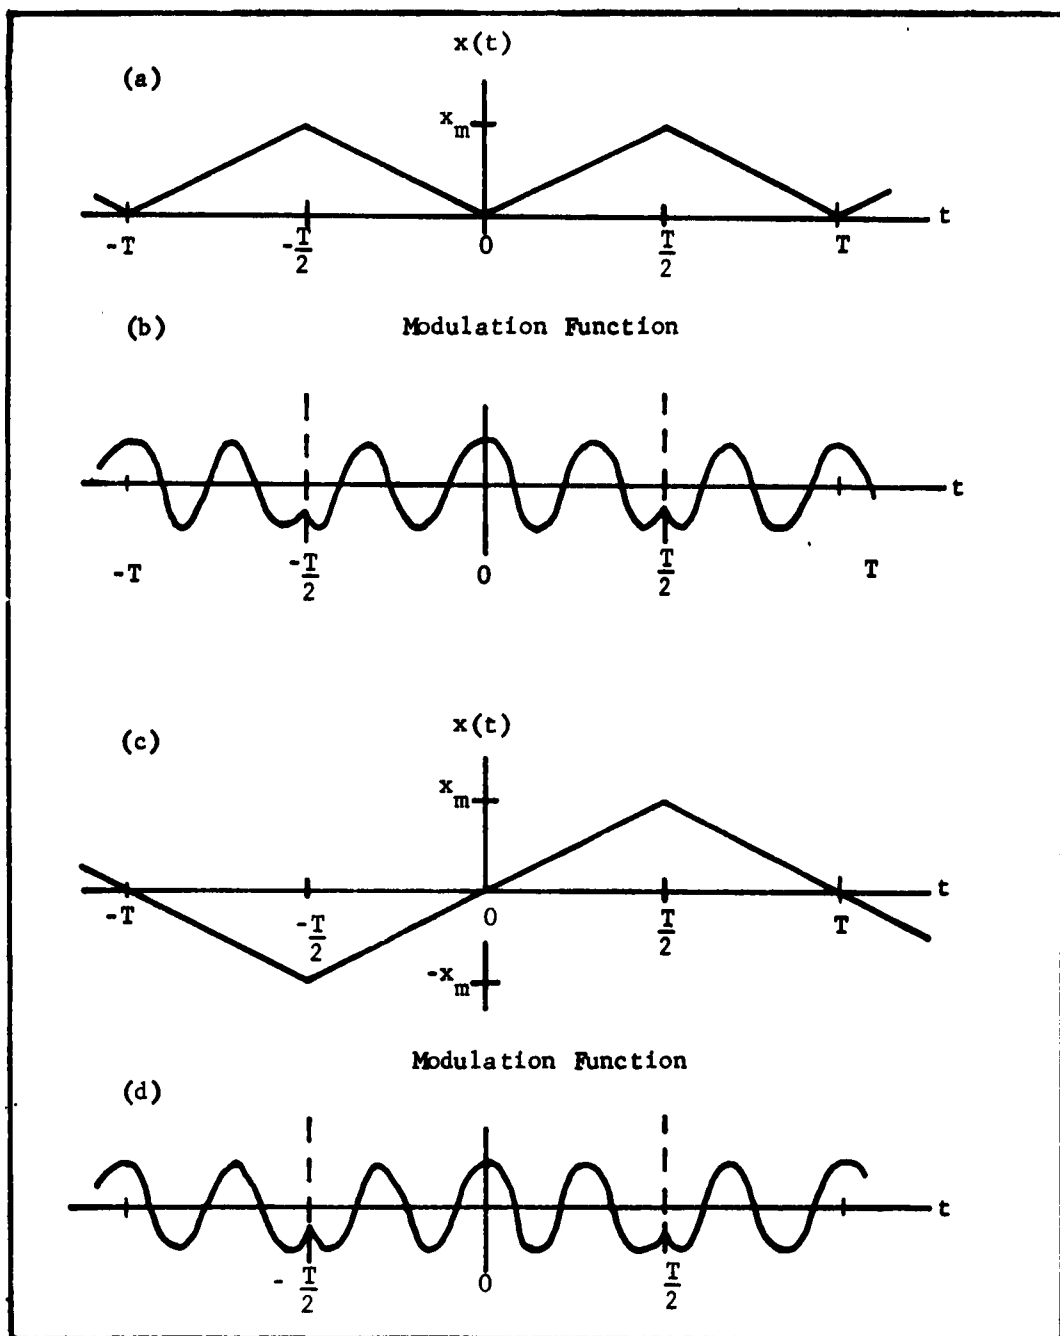 x(t)
(a)
x_m
t
-T
-T/2
0
T/2
T
(b) Modulation Function
t
-T
-T/2
0
T/2
T
x(t)
(c)
x_m
t
-T
-T/2
0
T/2
T
-x_m
Modulation Function
(d)
t
- T/2
0
T/2